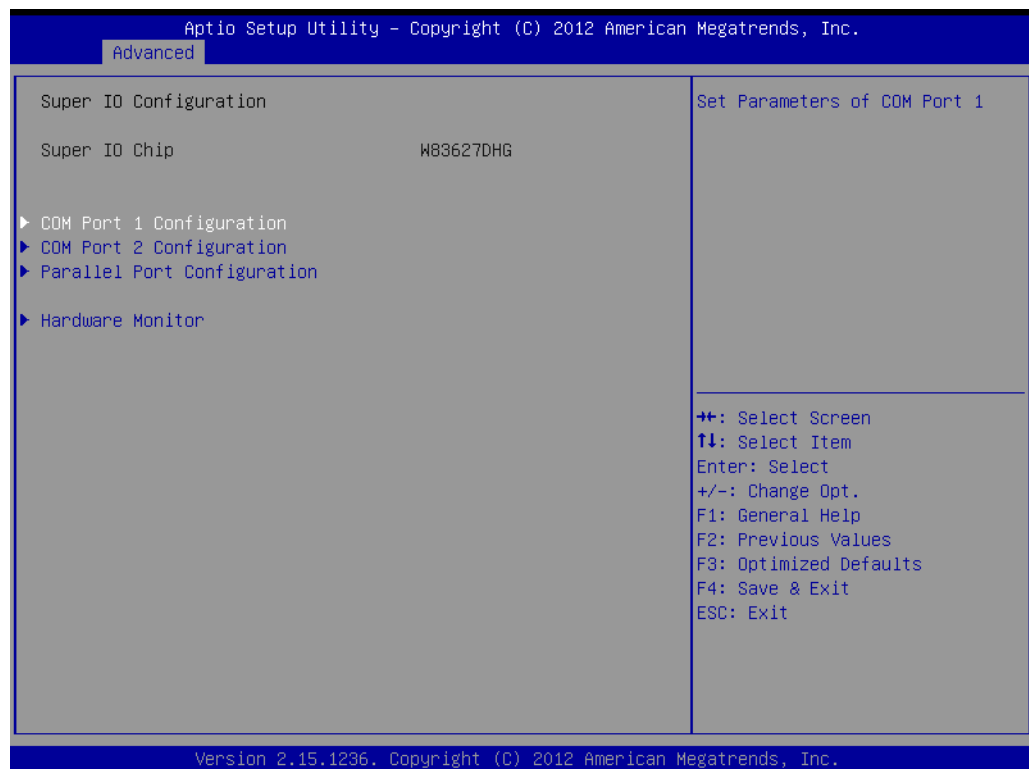 Aptio Setup Utility – Copyright (C) 2012 American Megatrends, Inc.
Advanced
Super IO Configuration
Super IO Chip W83627DHG
COM Port 1 Configuration
COM Port 2 Configuration
Parallel Port Configuration
Hardware Monitor
Set Parameters of COM Port 1
→←: Select Screen
↑↓: Select Item
Enter: Select
+/-: Change Opt.
F1: General Help
F2: Previous Values
F3: Optimized Defaults
F4: Save & Exit
ESC: Exit
Version 2.15.1236. Copyright (C) 2012 American Megatrends, Inc.